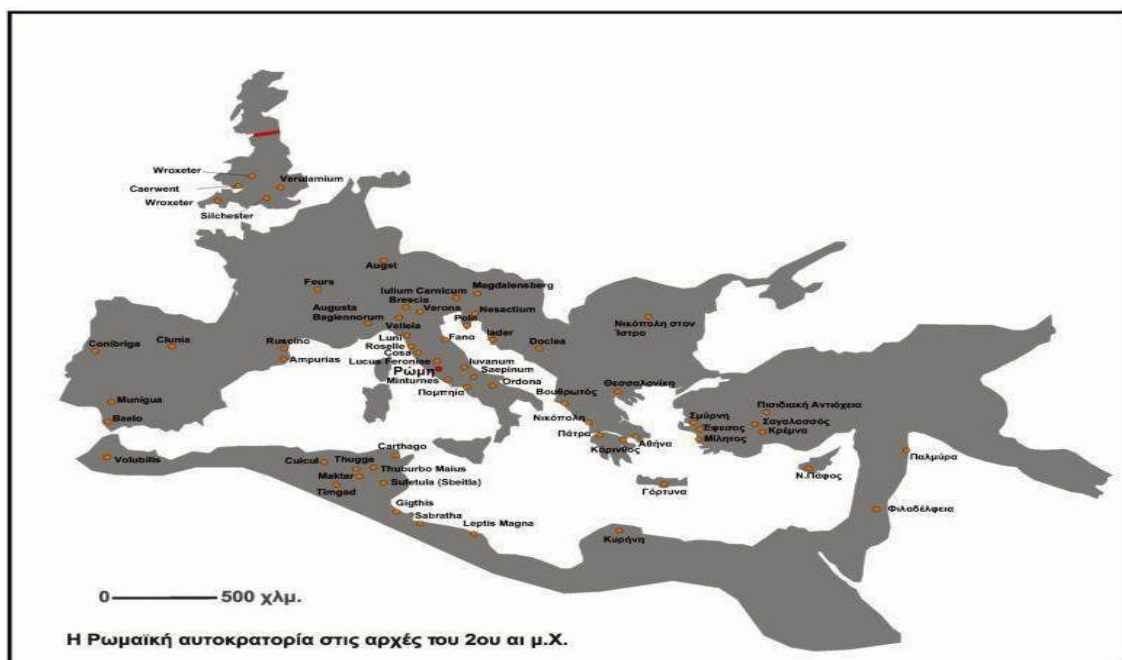 Wroxeter
Verulamium
Caerwent
Wroxeter
Silchester
Augst
Feurs
Iulium Carnicum
Magdalensberg
Brescia
Augusta
Bagiennorum
Verona
Nesactium
Pola
Velleia
Νικόπολη στον
Ίστρο
Conibriga
Clunia
Ruscino
Luni
Fano
Iader
Doclea
Ampurias
Roselle
Cosa
Lucus Feroniae
Iuvanum
Saepinum
Ρώμη
Minturnes
Ordona
Θεσσαλονίκη
Πομπηία
Βουθρωτός
Munigua
Πισιδιακή Αντιόχεια
Baelo
Νικόπολη
Σμύρνη
Σαγαλασσός
Έφεσος
Κρέμνα
Πάτρα
Αθήνα
Μίλητος
Κόρινθος
Carthago
Volubilis
Cuicul
Thugga
Thuburbo Maius
Παλμύρα
Maktar
Sufetula (Sbeitla)
Ν.Πάφος
Timgad
Γόρτυνα
Gigthis
Φιλαδέλφεια
Sabratha
Leptis Magna
Κυρήνη
0 500 χλμ.
Η Ρωμαϊκή αυτοκρατορία στις αρχές του 2ου αι μ.Χ.